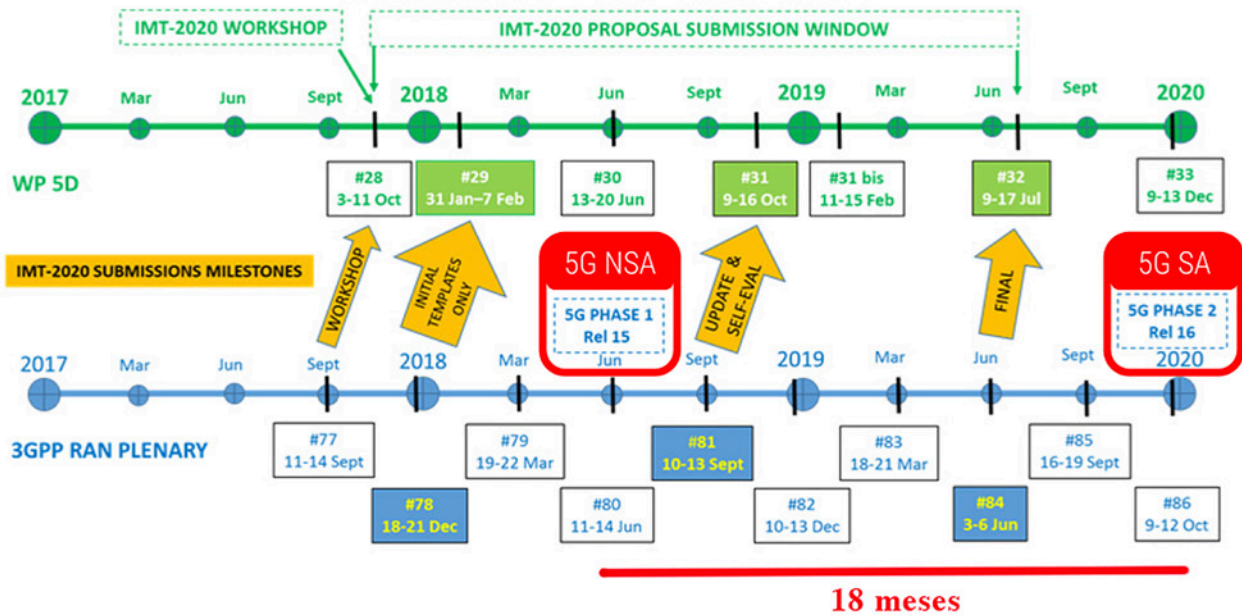 IMT-2020 WORKSHOP
IMT-2020 PROPOSAL SUBMISSION WINDOW
2017 Mar Jun Sept 2018 Mar Jun Sept 2019 Mar Jun Sept 2020
WP 5D
#28
3-11 Oct
#29
31 Jan–7 Feb
#30
13-20 Jun
#31
9-16 Oct
#31 bis
11-15 Feb
#32
9-17 Jul
#33
9-13 Dec
IMT-2020 SUBMISSIONS MILESTONES
WORKSHOP
INITIAL
TEMPLATES
ONLY
5G NSA
5G PHASE 1
Rel 15
UPDATE &
SELF-EVAL
FINAL
5G SA
5G PHASE 2
Rel 16
2017 Mar Jun Sept 2018 Mar Jun Sept 2019 Mar Jun Sept 2020
3GPP RAN PLENARY
#77
11-14 Sept
#78
18-21 Dec
#79
19-22 Mar
#80
11-14 Jun
#81
10-13 Sept
#82
10-13 Dec
#83
18-21 Mar
#84
3-6 Jun
#85
16-19 Sept
#86
9-12 Oct
18 meses